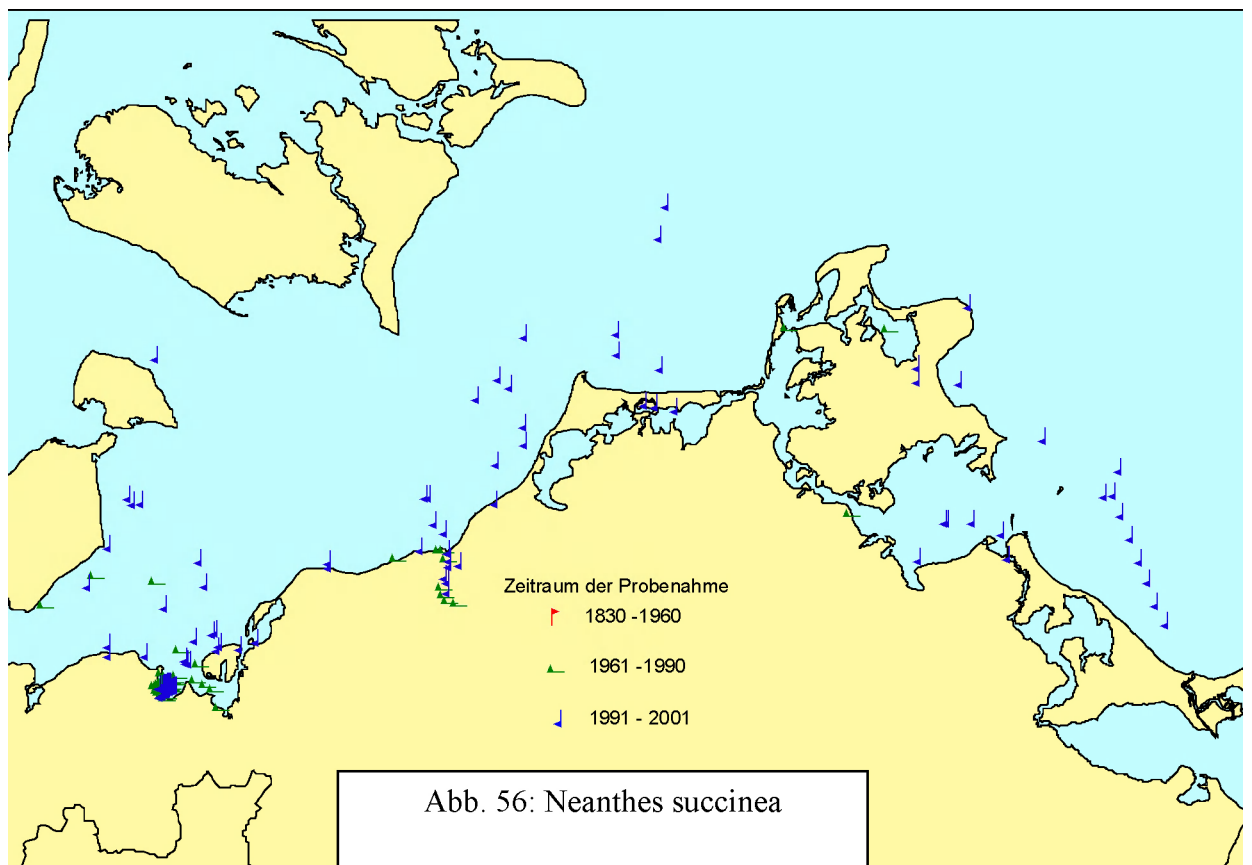 Zeitraum der Probenahme
1830 -1960
1961 -1990
1991 - 2001
Abb. 56: Neanthes succinea